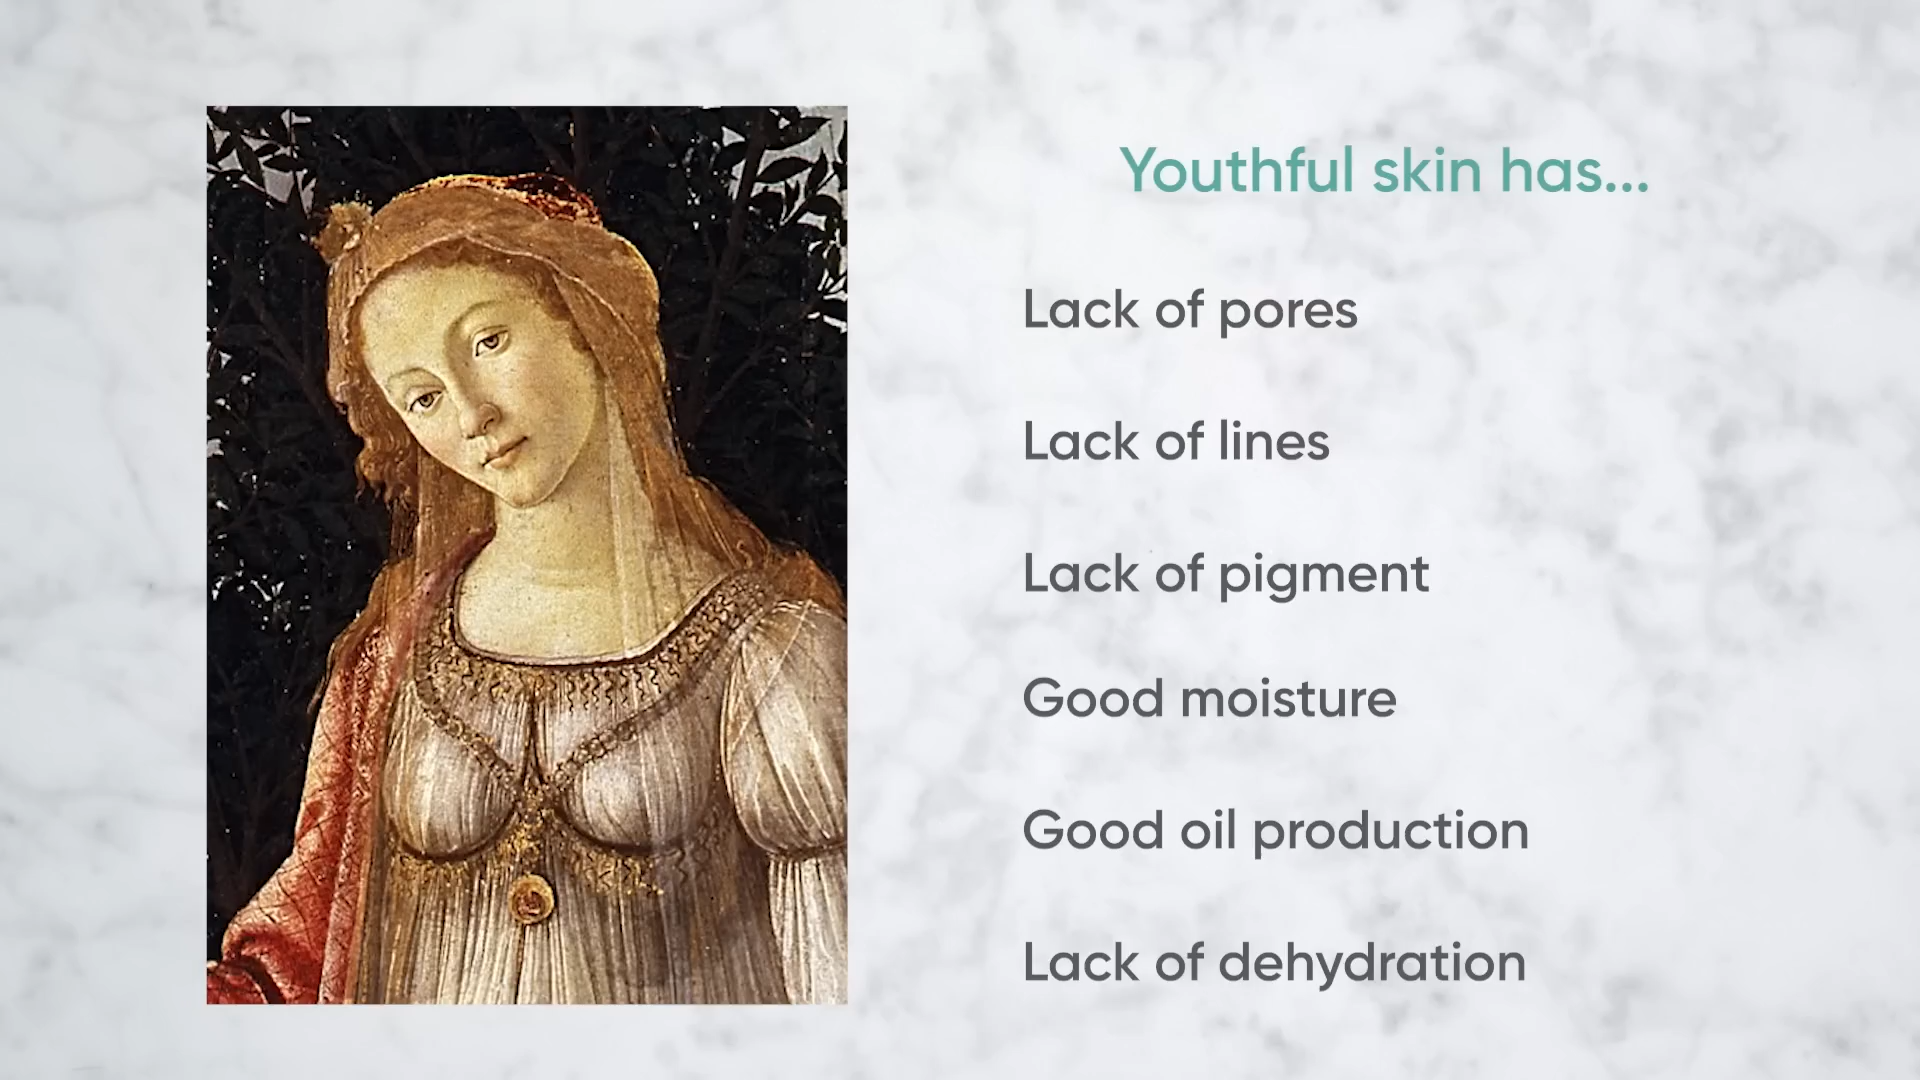 Youthful skin has...
Lack of pores
Lack of lines
Lack of pigment
Good moisture
Good oil production
Lack of dehydration